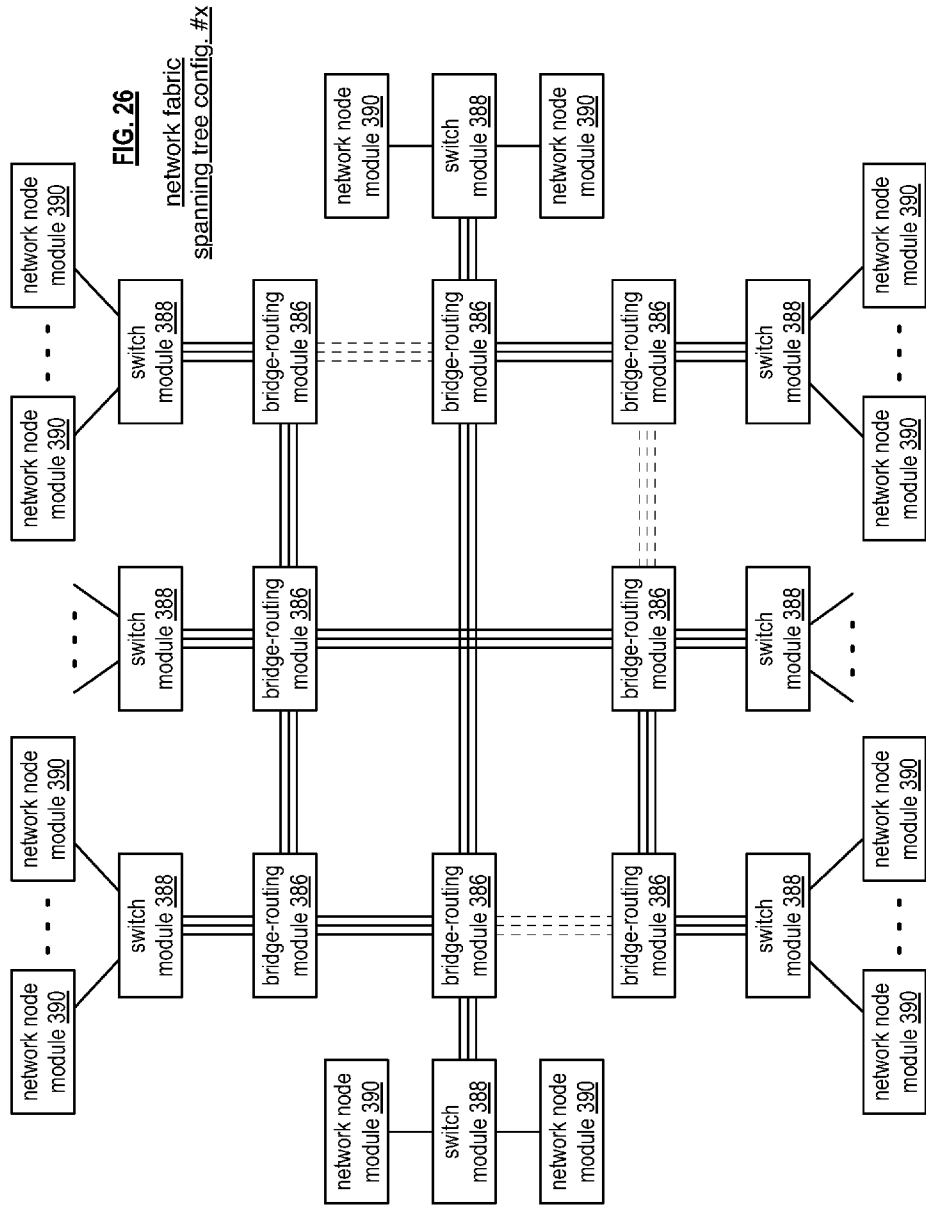 network node
module 390
network node
module 390
network node
module 390
network node
module 390
FIG. 26
network fabric
spanning tree config. #x
switch
module 388
switch
module 388
switch
module 388
bridge-routing
module 386
bridge-routing
module 386
bridge-routing
module 386
network node
module 390
network node
module 390
switch
module 388
bridge-routing
module 386
bridge-routing
module 386
switch
module 388
network node
module 390
network node
module 390
bridge-routing
module 386
bridge-routing
module 386
bridge-routing
module 386
switch
module 388
switch
module 388
switch
module 388
network node
module 390
network node
module 390
network node
module 390
network node
module 390